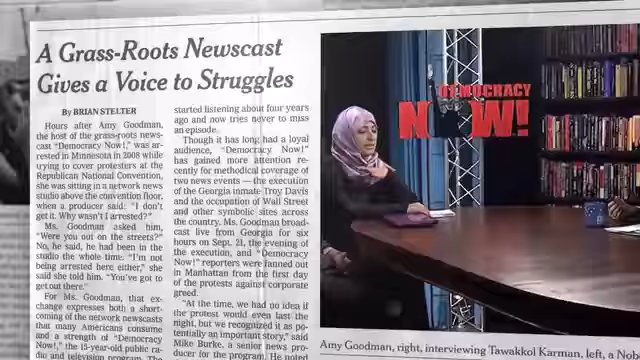 A Grass-Roots Newscast
Gives a Voice to Struggles
By BRIAN STELTER
Hours after Amy Goodman,
the host of the grass-roots news-
cast “Democracy Now!,” was ar-
rested in Minnesota in 2008 while
trying to cover protesters at the
Republican National Convention,
she was sitting in a network news
studio above the convention floor,
when a producer said: “I don’t
get it. Why wasn’t I arrested?”
Ms. Goodman asked him,
“Were you out on the streets?”
No, he said, he had been in the
studio the whole time. “I’m not
being arrested here either,” she
said she told him. “You’ve got to
get out there.”
For Ms. Goodman, that ex-
change expresses both a short-
coming of the network newscasts
that many Americans consume
and a strength of “Democracy
Now!,” the 15-year-old public ra-
dio and television program. The
started listening about four years
ago and now tries never to miss
an episode.
Though it has long had a loyal
audience, “Democracy Now!”
has gained more attention re-
cently for methodical coverage of
two news events — the execution
of the Georgia inmate Troy Davis
and the occupation of Wall Street
and other symbolic sites across
the country. Ms. Goodman broad-
cast live from Georgia for six
hours on Sept. 21, the evening of
the execution, and “Democracy
Now!” reporters were fanned out
in Manhattan from the first day
of the protests against corporate
greed.
“At the time, we had no idea if
the protest would even last the
night, but we recognized it as po-
tentially an important story,” said
Mike Burke, a senior news pro-
ducer for the program. He noted
DEMOCRACY
NOW!
Amy Goodman, right, interviewing Tawakkol Karman, left, a Nob